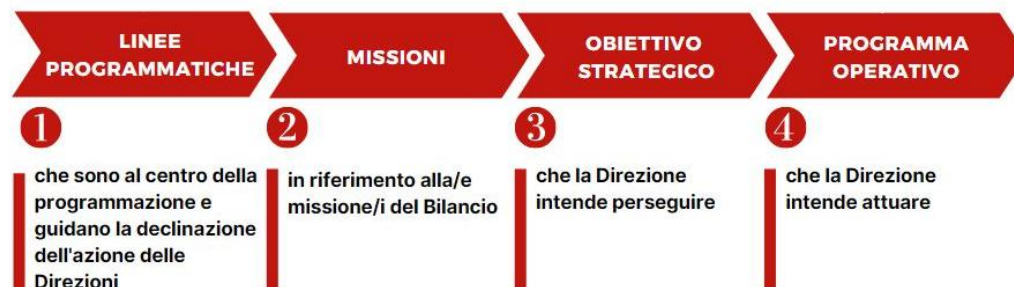 LINEE
PROGRAMMATICHE
MISSIONI
OBIETTIVO
STRATEGICO
PROGRAMMA
OPERATIVO
1
che sono al centro della
programmazione e
guidano la declinazione
dell'azione delle
Direzioni
2
in riferimento alla/e
missione/i del Bilancio
3
che la Direzione
intende perseguire
4
che la Direzione
intende attuare